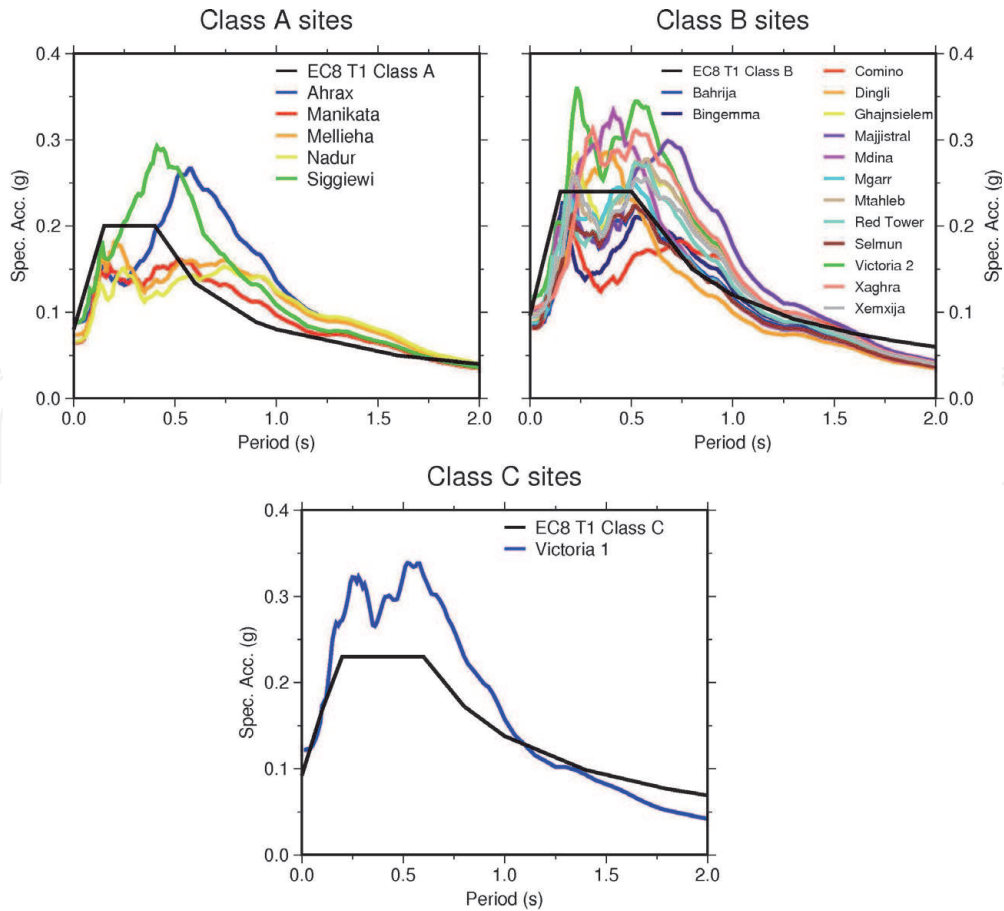 Class A sites
Class B sites
0.4
0.3
0.2
0.1
0.0
Spec. Acc. (g)
EC8 T1 Class A
Ahrax
Manikata
Mellieha
Nadur
Siggiewi
0.0 0.5 1.0 1.5 2.0
Period (s)
EC8 T1 Class B
Bahrija
Bingemma
Comino
Dingli
Ghajnsielem
Majjistral
Mdina
Mgarr
Mtahleb
Red Tower
Selmun
Victoria 2
Xaghra
Xemxija
0.4
0.3
0.2
0.1
0.0
Spec. Acc. (g)
0.0 0.5 1.0 1.5 2.0
Period (s)
Class C sites
0.4
0.3
0.2
0.1
0.0
Spec. Acc. (g)
EC8 T1 Class C
Victoria 1
0.0 0.5 1.0 1.5 2.0
Period (s)